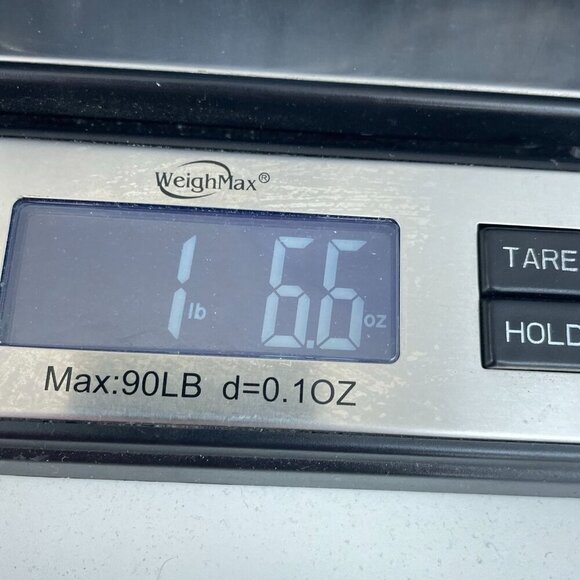 WeighMax®
1 lb 6.6 oz
TARE
HOLD
Max:90LB d=0.1OZ